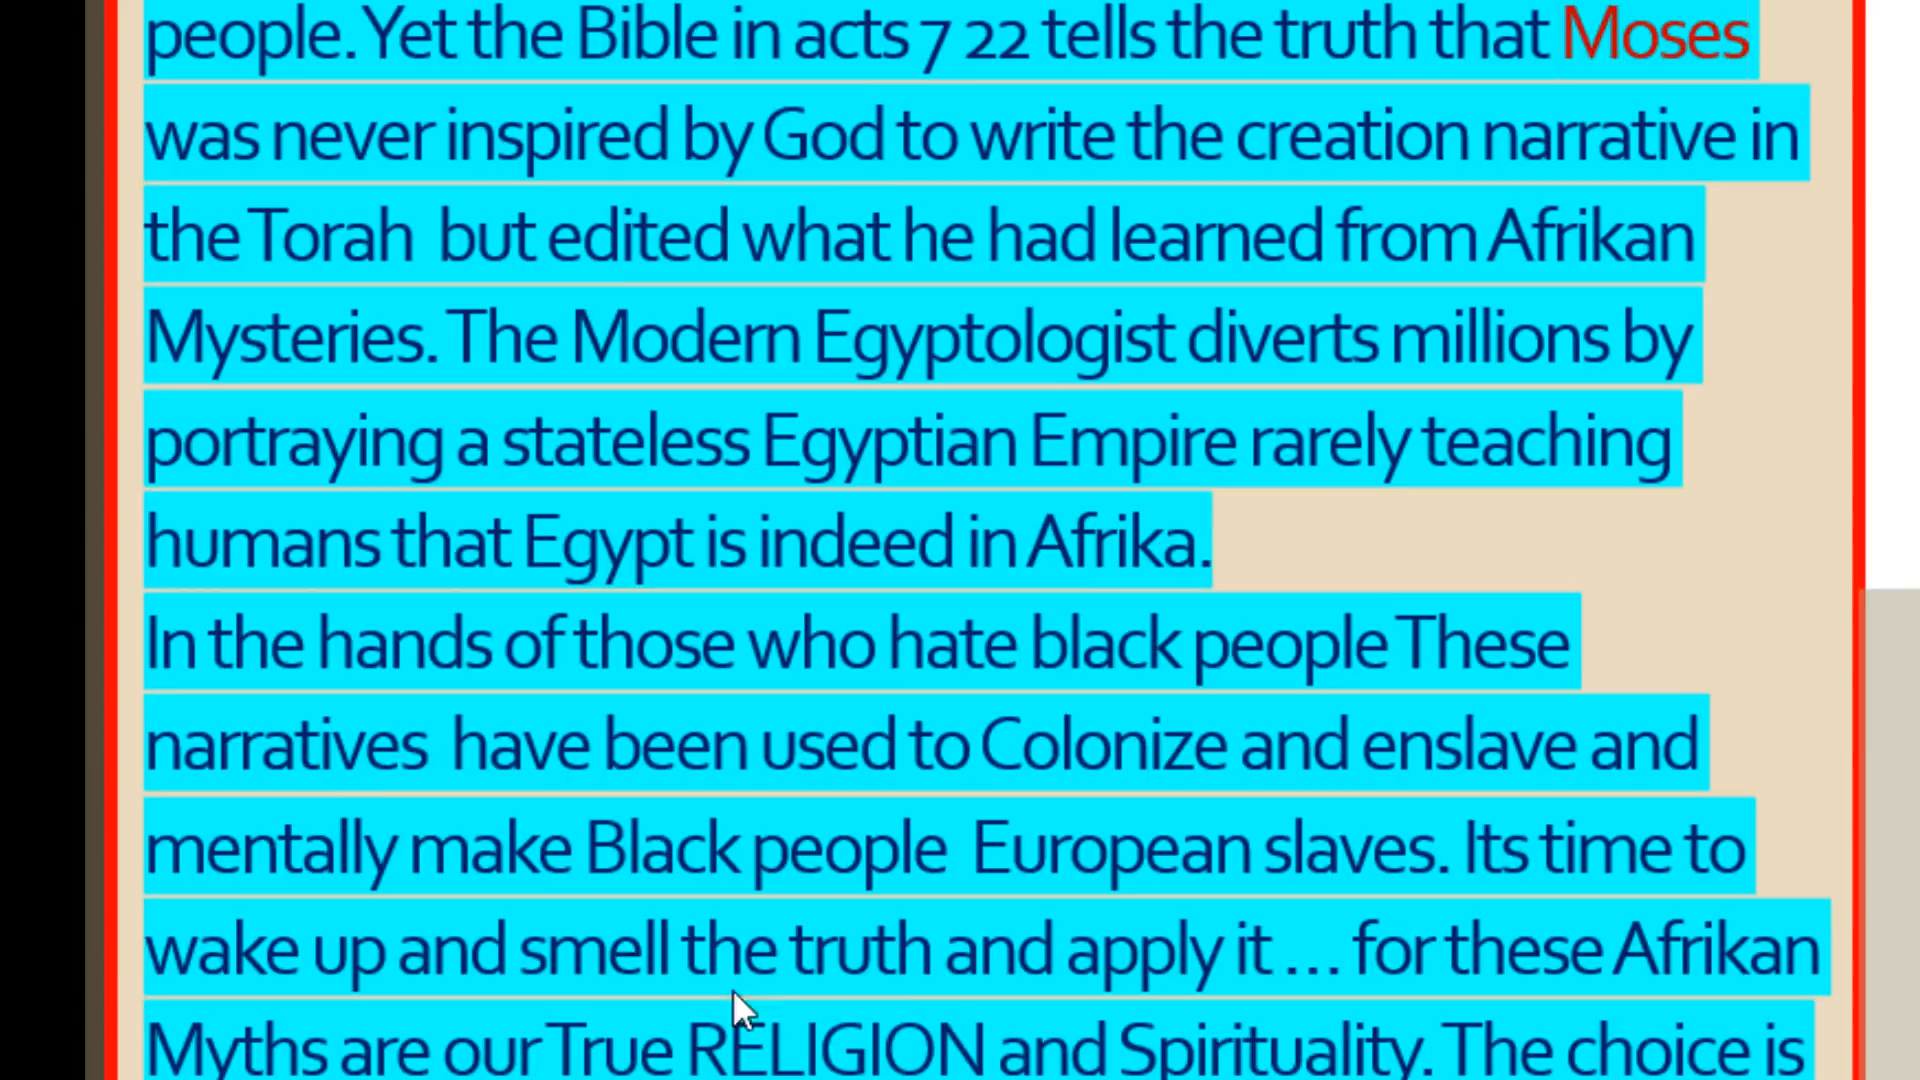 people. Yet the Bible in acts 7 22 tells the truth that Moses
was never inspired by God to write the creation narrative in
the Torah  but edited what he had learned from Afrikan
Mysteries. The Modern Egyptologist diverts millions by
portraying a stateless Egyptian Empire rarely teaching
humans that Egypt is indeed in Afrika.
In the hands of those who hate black people These
narratives  have been used to Colonize and enslave and
mentally make Black people  European slaves. Its time to
wake up and smell the truth and apply it … for these Afrikan
Myths are our True RELIGION and Spirituality. The choice is